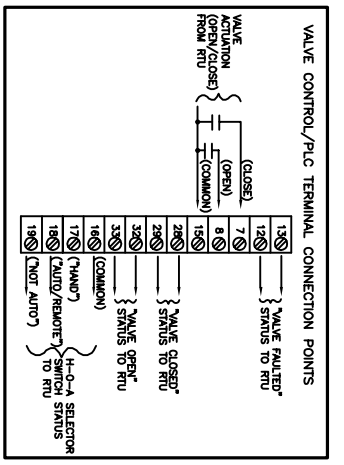 VALVE CONTROL/PLC TERMINAL CONNECTION POINTS
VALVE
ACTUATION
(OPEN/CLOSE)
FROM RTU
(CLOSE)
(OPEN)
(COMMON)
13
12
7
8
15
28
29
32
33
16
17
18
19
"VALVE FAULTED"
STATUS TO RTU
"VALVE CLOSED"
STATUS TO RTU
"VALVE OPEN"
STATUS TO RTU
(COMMON)
("HAND")
("AUTO/REMOTE")
("NOT AUTO")
H-O-A SELECTOR
SWITCH STATUS
TO RTU